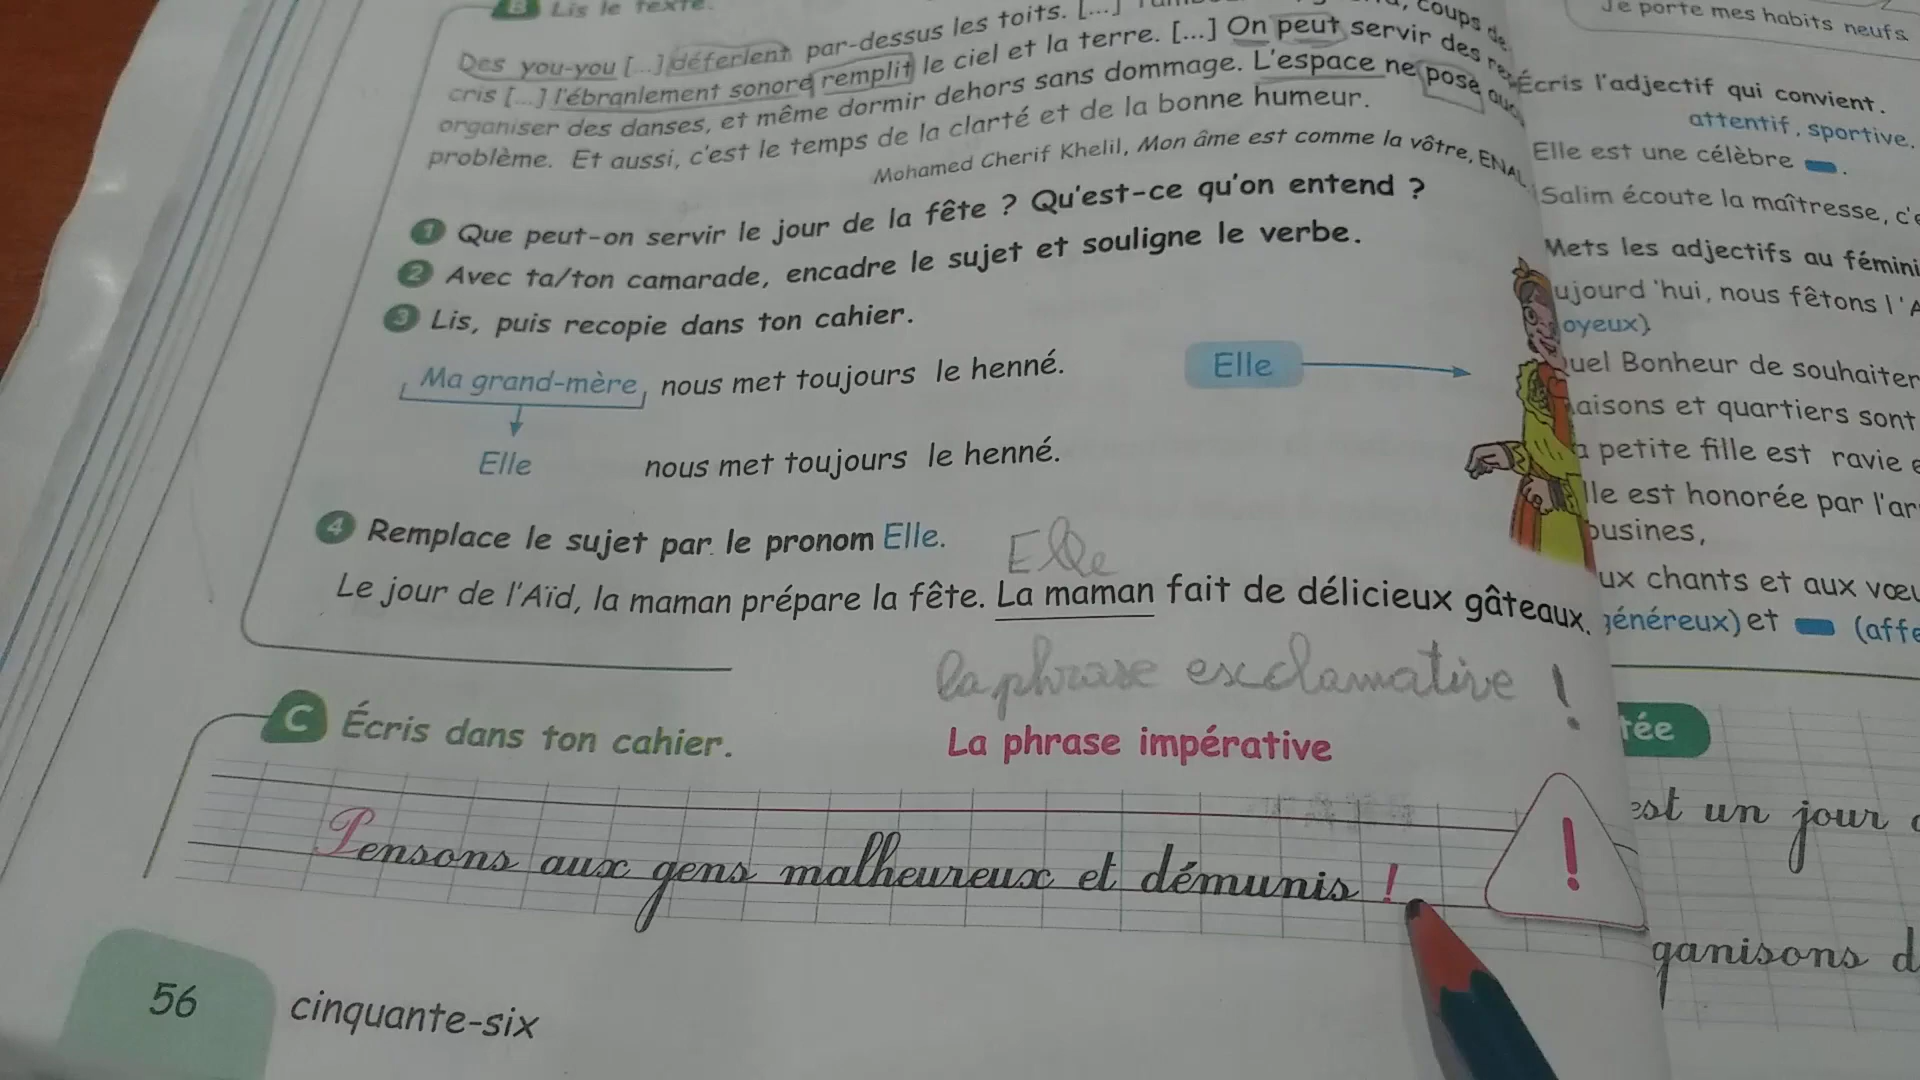 B Lis le texte.
Des you-you [...] déferlent par-dessus les toits. [...] coups de
cris [...] l'ébranlement sonore remplit le ciel et la terre. [...] On peut servir des re
organiser des danses, et même dormir dehors sans dommage. L'espace ne pose auc
problème. Et aussi, c'est le temps de la clarté et de la bonne humeur.
Mohamed Cherif Khelil, Mon âme est comme la vôtre, ENAL
1 Que peut-on servir le jour de la fête ? Qu'est-ce qu'on entend ?
2 Avec ta/ton camarade, encadre le sujet et souligne le verbe.
3 Lis, puis recopie dans ton cahier.
Ma grand-mère nous met toujours le henné.
Elle
Elle nous met toujours le henné.
4 Remplace le sujet par le pronom Elle.
Elle
Le jour de l'Aïd, la maman prépare la fête. La maman fait de délicieux gâteaux.
la phrase exclamative !
C Écris dans ton cahier.
La phrase impérative
Pensons aux gens malheureux et démunis !
!
56 cinquante-six
Je porte mes habits neufs
Écris l'adjectif qui convient.
attentif, sportive,
Elle est une célèbre .
Salim écoute la maîtresse, c'e
Mets les adjectifs au fémini
ujourd'hui, nous fêtons l'A
oyeux)
uel Bonheur de souhaiter
aisons et quartiers sont
a petite fille est ravie e
lle est honorée par l'ar
ousines,
ux chants et aux vœu
généreux) et (affe
tée
est un jour
ganisons d